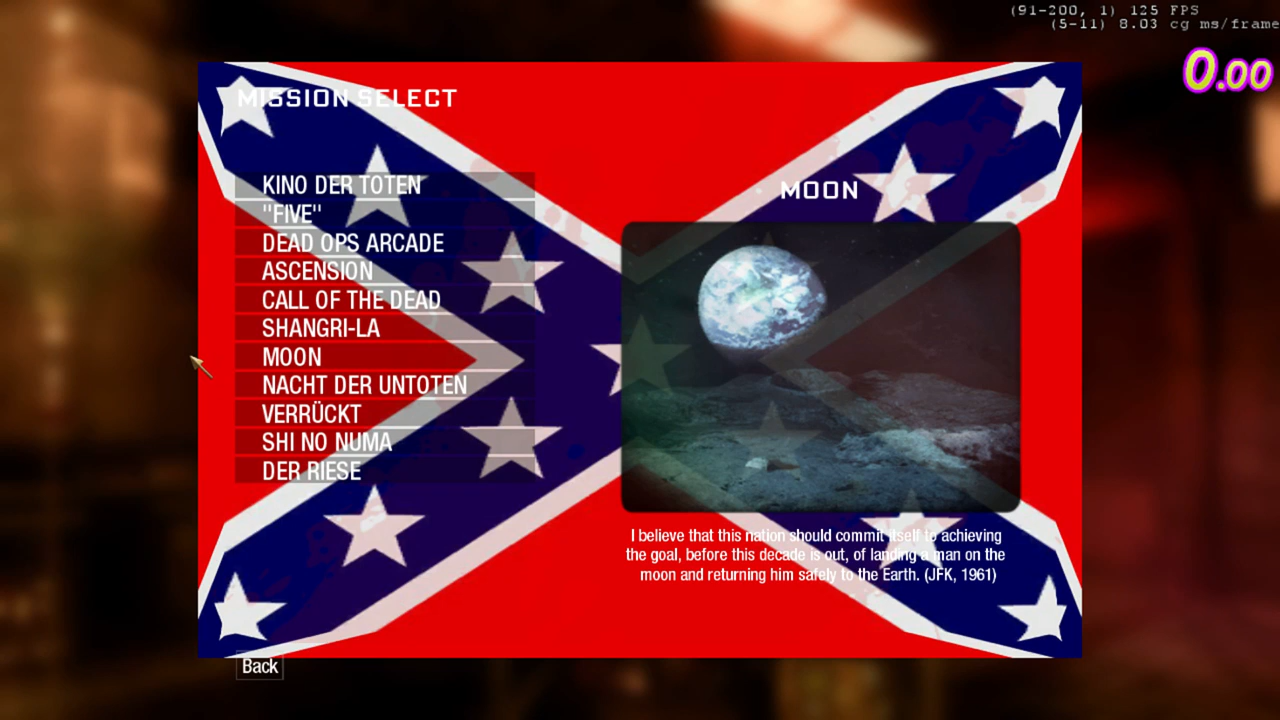 (91-200, 1) 125 FPS
(5-11) 8.03 cg ms/frame
0.00
MISSION SELECT
KINO DER TOTEN
"FIVE"
DEAD OPS ARCADE
ASCENSION
CALL OF THE DEAD
SHANGRI-LA
MOON
NACHT DER UNTOTEN
VERRÜCKT
SHI NO NUMA
DER RIESE
MOON
I believe that this nation should commit itself to achieving
the goal, before this decade is out, of landing a man on the
moon and returning him safely to the Earth. (JFK, 1961)
Back